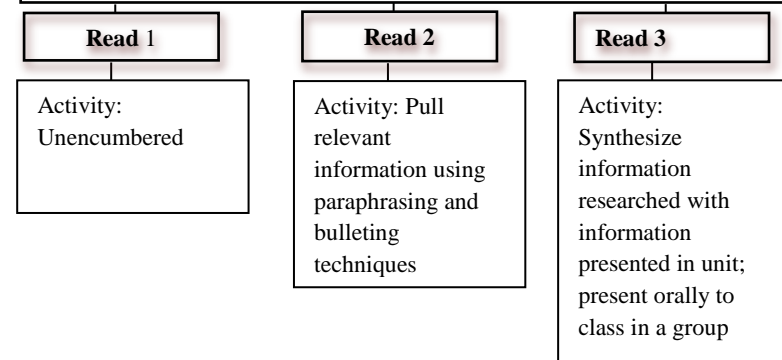 Read 1
Activity:
Unencumbered
Read 2
Activity: Pull
relevant
information using
paraphrasing and
bulleting
techniques
Read 3
Activity:
Synthesize
information
researched with
information
presented in unit;
present orally to
class in a group